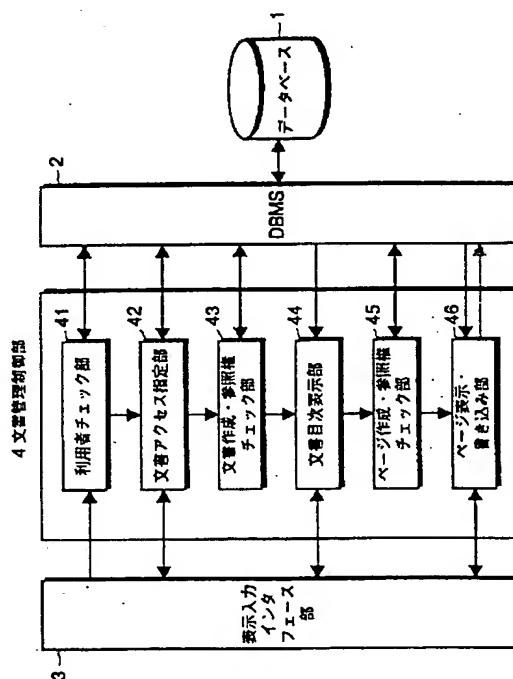 4 文書管理制御部
3
表示入力
インタ
フェース
部
41
利用者チェック部
42
文書アクセス指定部
43
文書作成・参照権
チェック部
44
文書目次表示部
45
ページ作成・参照権
チェック部
46
ページ表示・
書き込み部
2
DBMS
1
データベース